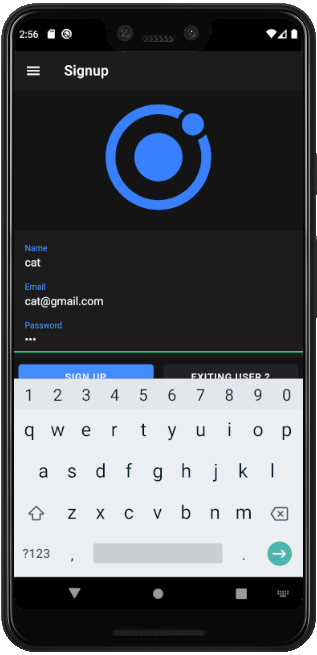 2:56
Signup
Name
cat
Email
cat@gmail.com
Password
•••
SIGN UP EXITING USER ?
1 2 3 4 5 6 7 8 9 0
q w e r t y u i o p
a s d f g h j k l
z x c v b n m
?123 , .